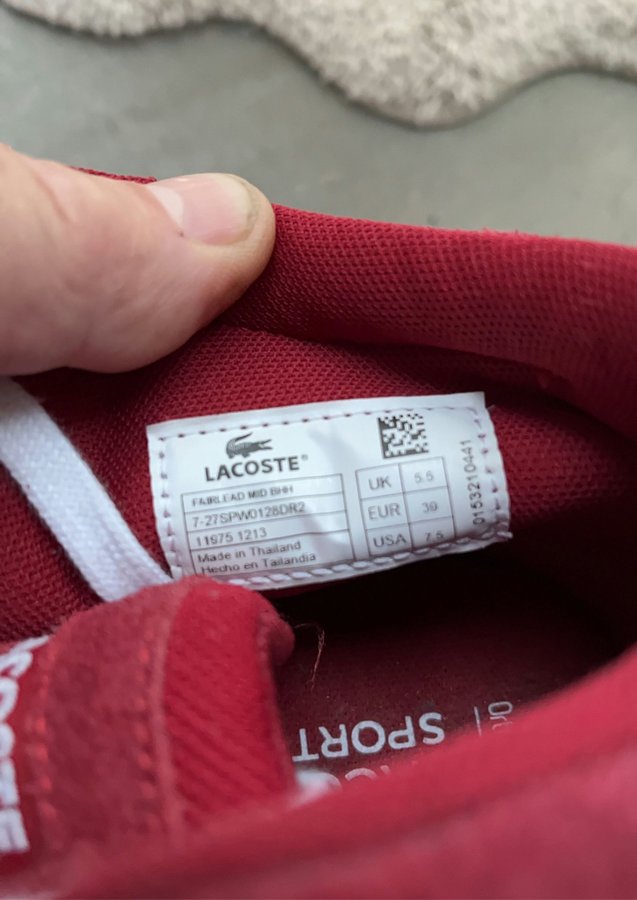 LACOSTE
FAIRLEAD MID BHH
7-27SPW0128DR2
11975 1213
Made in Thailand
Hecho en Tailandia
UK 5.5
EUR 39
USA 7.5
0153210441
SPORT